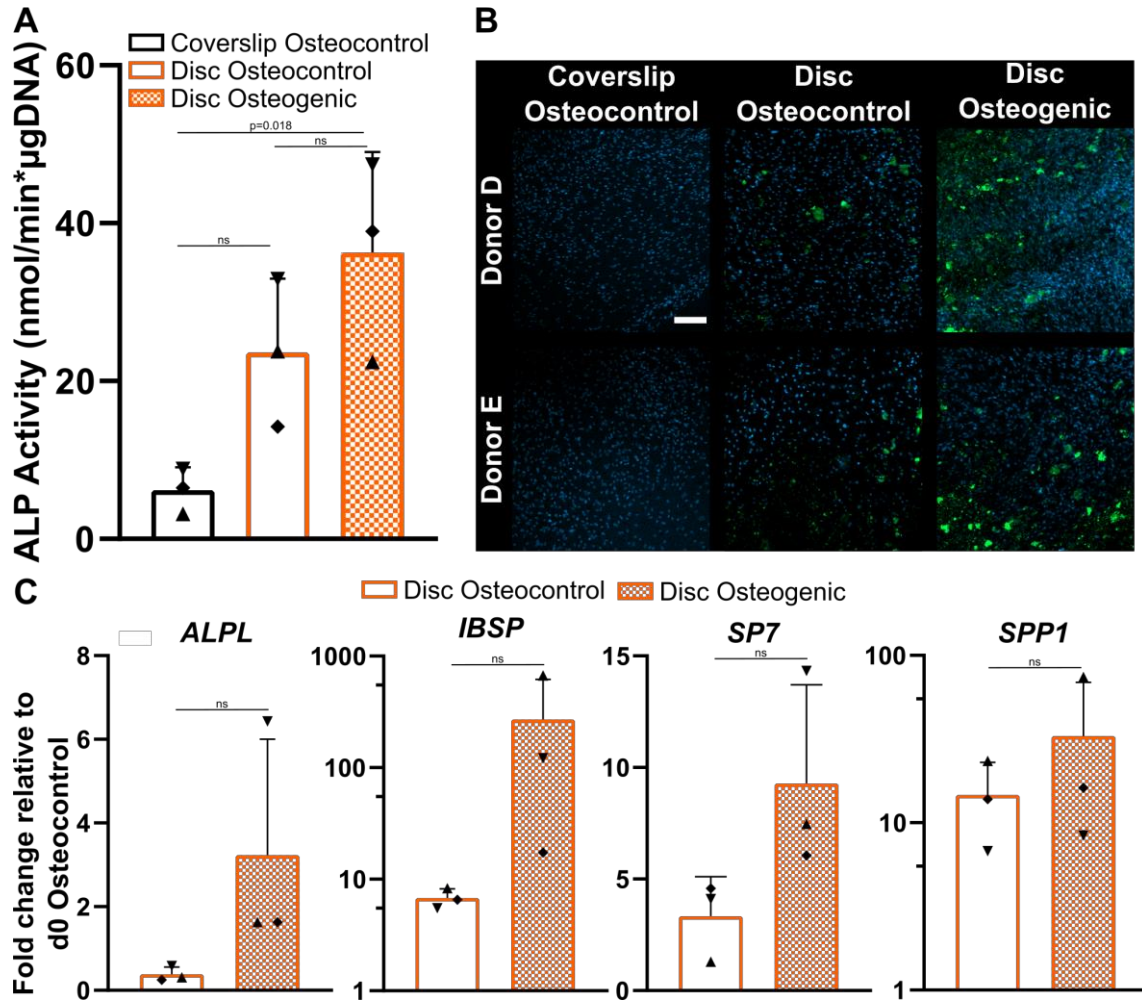 A
ALP Activity (nmol/min*µgDNA)
Coverslip Osteocontrol
Disc Osteocontrol
Disc Osteogenic
60
40
20
0
p=0.018
ns
ns
B
Coverslip
Osteocontrol
Disc
Osteocontrol
Disc
Osteogenic
Donor D
Donor E
C
Disc Osteocontrol
Disc Osteogenic
Fold change relative to
d0 Osteocontrol
ALPL
8
6
4
2
0
ns
IBSP
1000
100
10
1
ns
SP7
15
10
5
0
ns
SPP1
100
10
1
ns